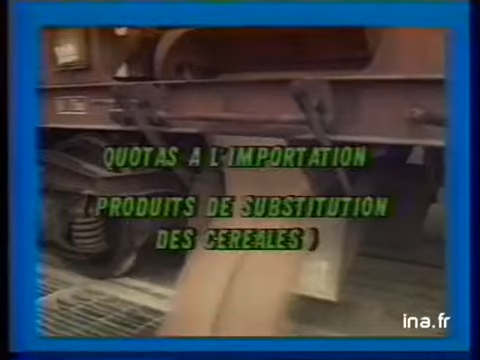 QUOTAS A L'IMPORTATION
(PRODUITS DE SUBSTITUTION
DES CEREALES)
ina.fr